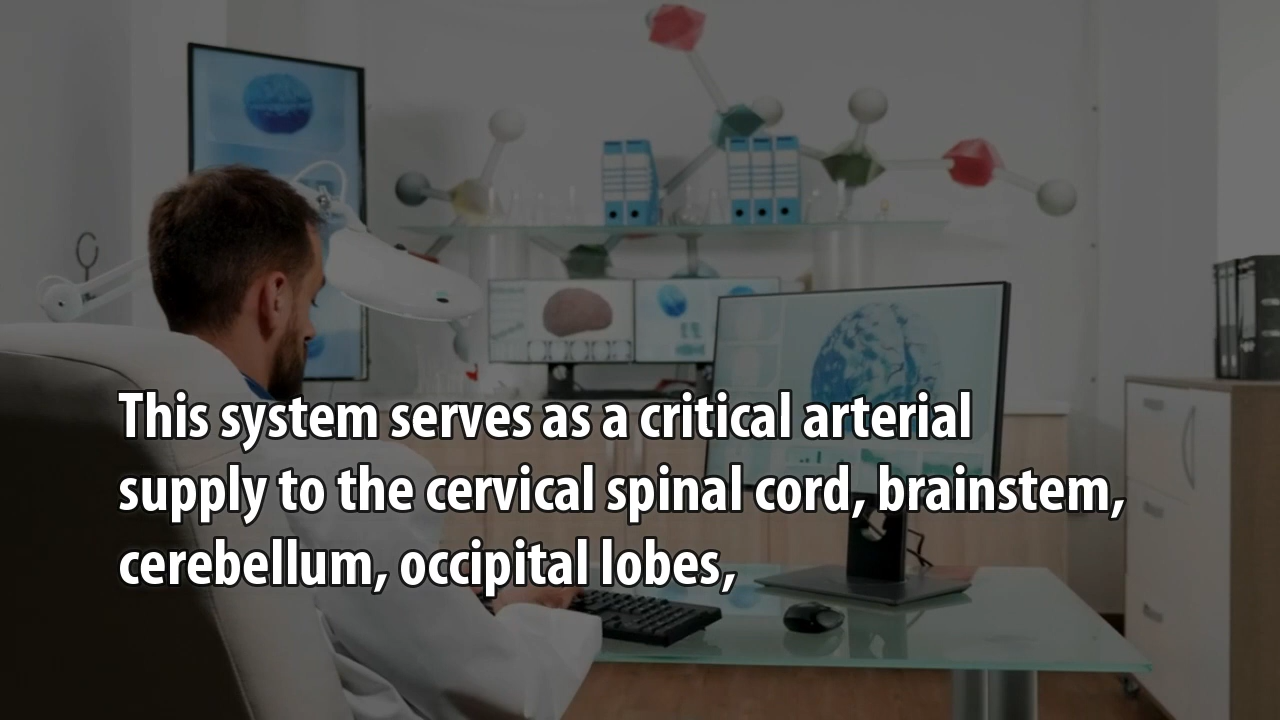 This system serves as a critical arterial
supply to the cervical spinal cord, brainstem,
cerebellum, occipital lobes,